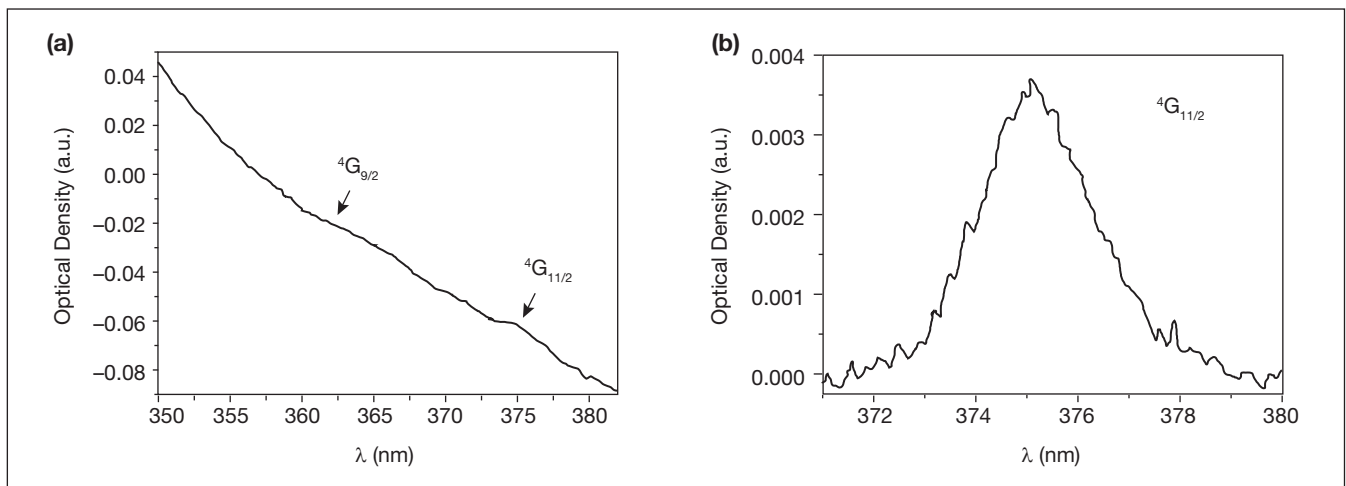 (a)
0.04
0.02
0.00
−0.02
−0.04
−0.06
−0.08
Optical Density (a.u.)
⁴G₉/₂
⁴G₁₁/₂
350 355 360 365 370 375 380
λ (nm)
(b)
0.004
0.003
0.002
0.001
0.000
Optical Density (a.u.)
⁴G₁₁/₂
372 374 376 378 380
λ (nm)